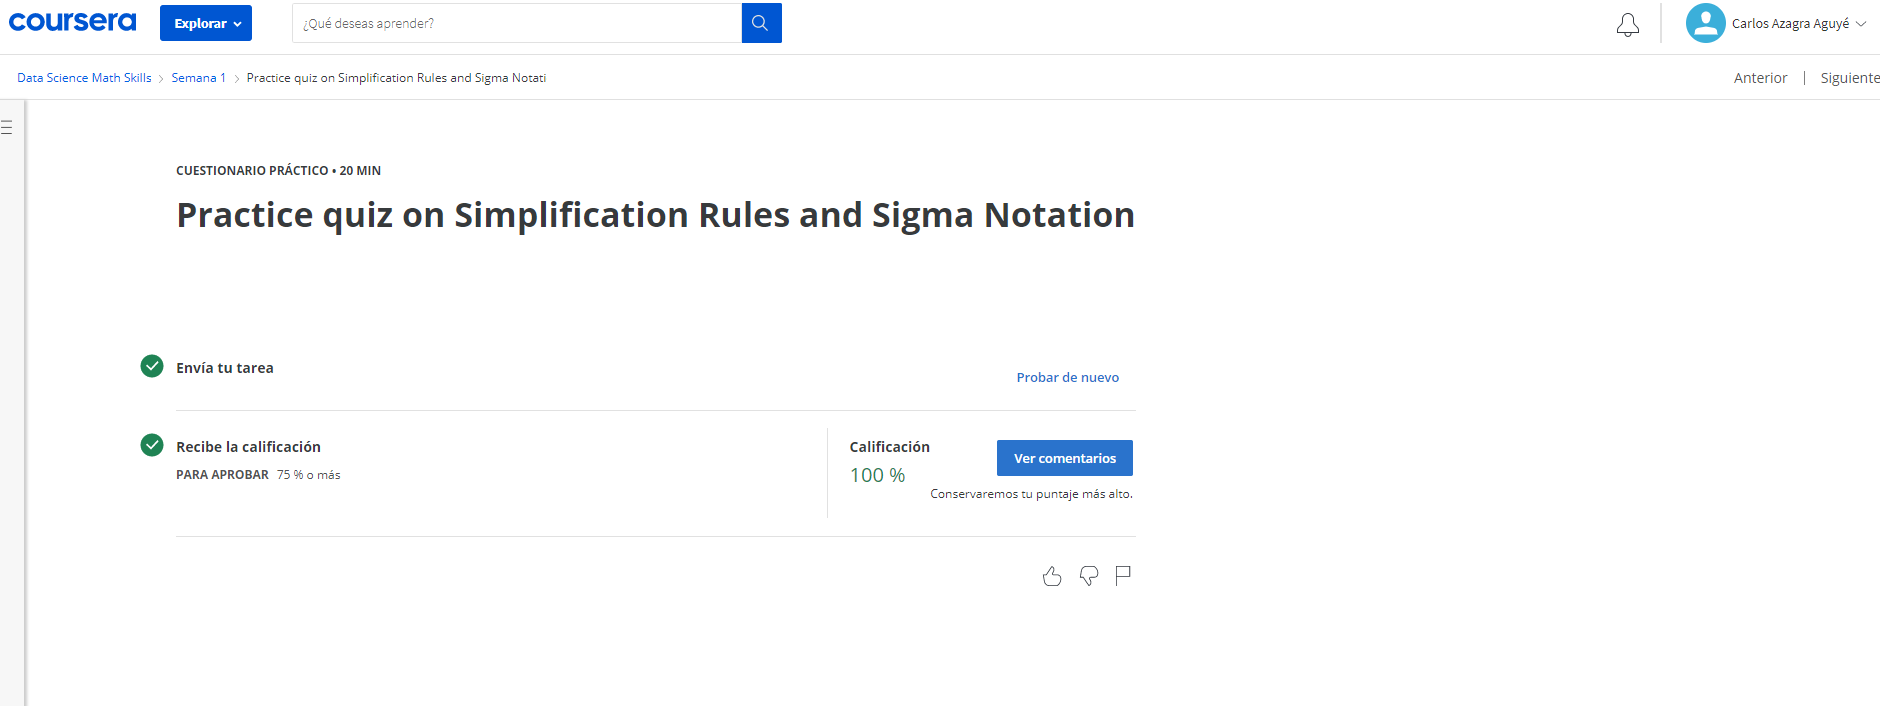 coursera
Explorar
¿Qué deseas aprender?
Carlos Azagra Aguyé
Data Science Math Skills
Semana 1
Practice quiz on Simplification Rules and Sigma Notati
Anterior
Siguiente
CUESTIONARIO PRÁCTICO • 20 MIN
Practice quiz on Simplification Rules and Sigma Notation
Envía tu tarea
Probar de nuevo
Recibe la calificación
PARA APROBAR 75 % o más
Calificación
100 %
Ver comentarios
Conservaremos tu puntaje más alto.